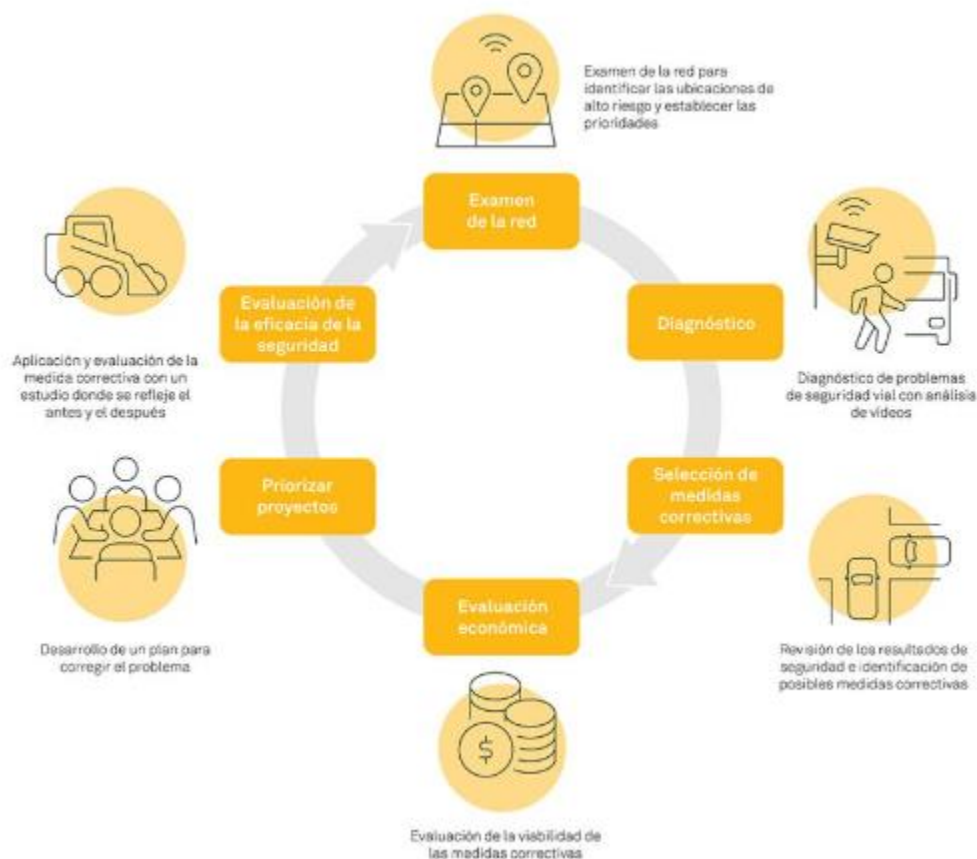 Examen de la red para
identificar las ubicaciones de
alto riesgo y establecer las
prioridades
Examen
de la red
Diagnóstico
Diagnóstico de problemas
de seguridad vial con análisis
de vídeos
Selección de
medidas
correctivas
Revisión de los resultados de
seguridad e identificación de
posibles medidas correctivas
Evaluación
económica
$
Evaluación de la viabilidad de
las medidas correctivas
Priorizar
proyectos
Desarrollo de un plan para
corregir el problema
Evaluación de
la eficacia de la
seguridad
Aplicación y evaluación de la
medida correctiva con un
estudio donde se refleje el
antes y el después